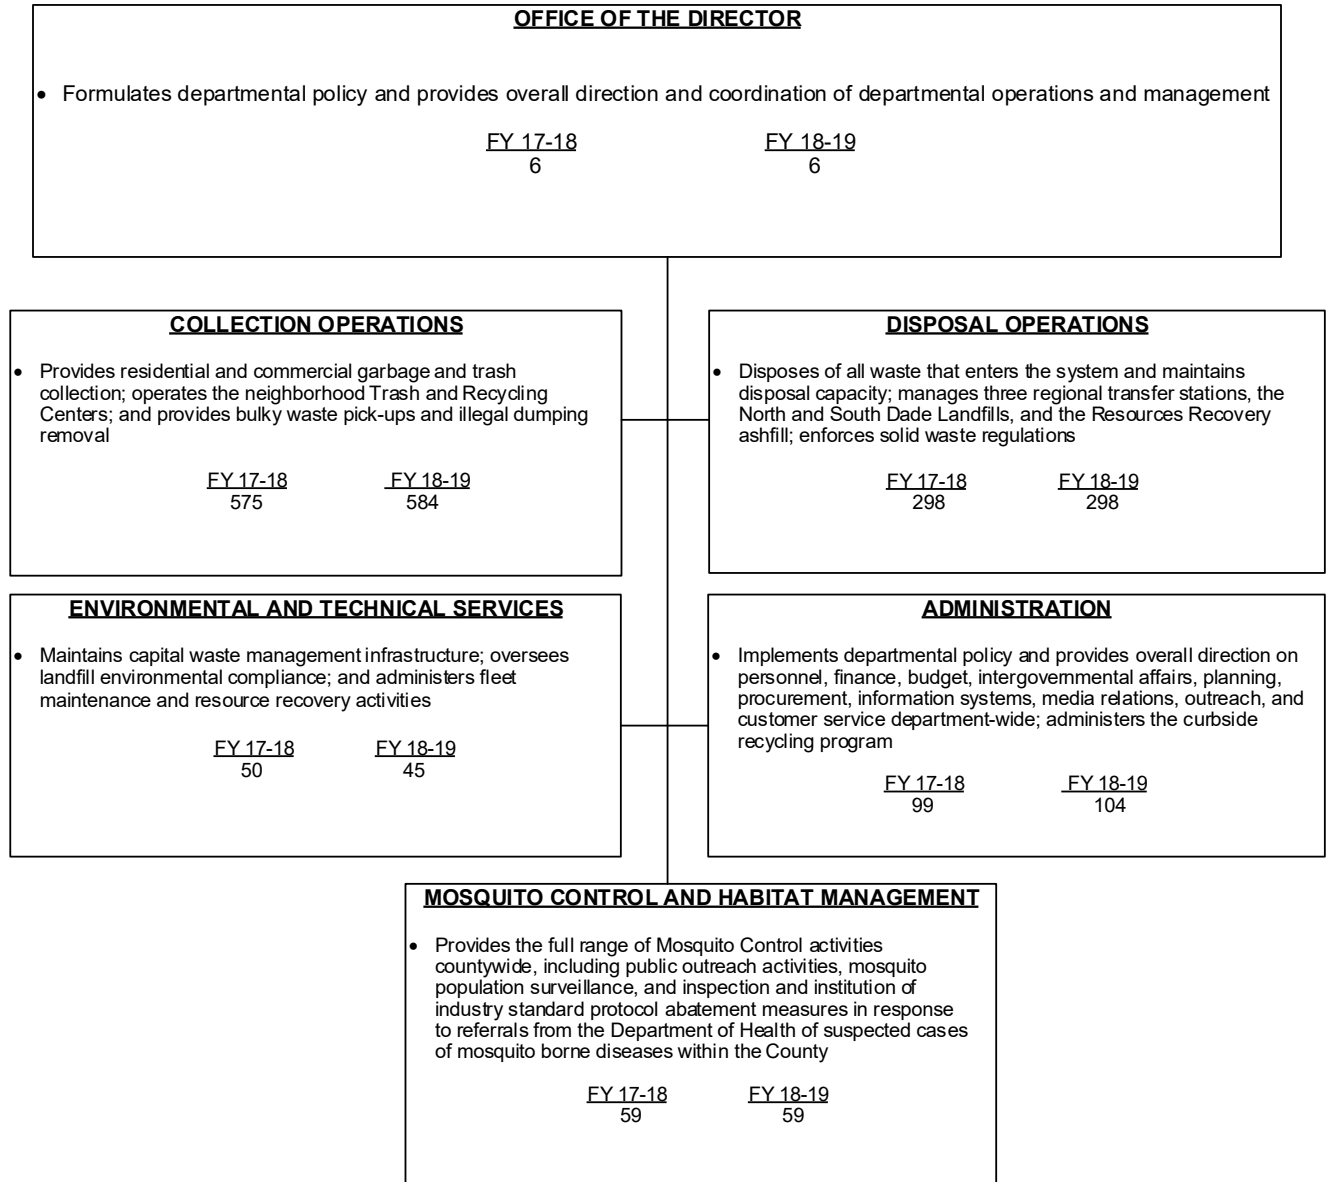 OFFICE OF THE DIRECTOR
• Formulates departmental policy and provides overall direction and coordination of departmental operations and management
FY 17-18 FY 18-19
6 6
COLLECTION OPERATIONS
• Provides residential and commercial garbage and trash
collection; operates the neighborhood Trash and Recycling
Centers; and provides bulky waste pick-ups and illegal dumping
removal
FY 17-18 FY 18-19
575 584
DISPOSAL OPERATIONS
• Disposes of all waste that enters the system and maintains
disposal capacity; manages three regional transfer stations, the
North and South Dade Landfills, and the Resources Recovery
ashfill; enforces solid waste regulations
FY 17-18 FY 18-19
298 298
ENVIRONMENTAL AND TECHNICAL SERVICES
• Maintains capital waste management infrastructure; oversees
landfill environmental compliance; and administers fleet
maintenance and resource recovery activities
FY 17-18 FY 18-19
50 45
ADMINISTRATION
• Implements departmental policy and provides overall direction on
personnel, finance, budget, intergovernmental affairs, planning,
procurement, information systems, media relations, outreach, and
customer service department-wide; administers the curbside
recycling program
FY 17-18 FY 18-19
99 104
MOSQUITO CONTROL AND HABITAT MANAGEMENT
• Provides the full range of Mosquito Control activities
countywide, including public outreach activities, mosquito
population surveillance, and inspection and institution of
industry standard protocol abatement measures in response
to referrals from the Department of Health of suspected cases
of mosquito borne diseases within the County
FY 17-18 FY 18-19
59 59